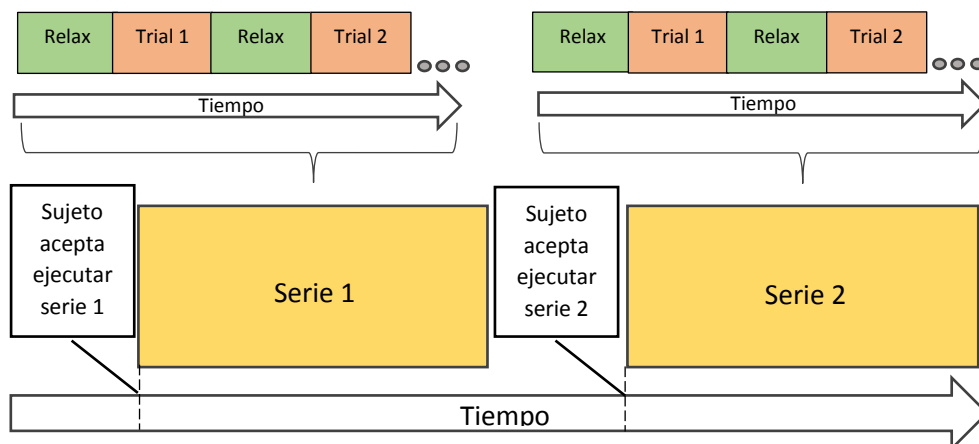 Relax Trial 1 Relax Trial 2
Relax Trial 1 Relax Trial 2
Tiempo
Tiempo
Sujeto
acepta
ejecutar
serie 1
Serie 1
Sujeto
acepta
ejecutar
serie 2
Serie 2
Tiempo